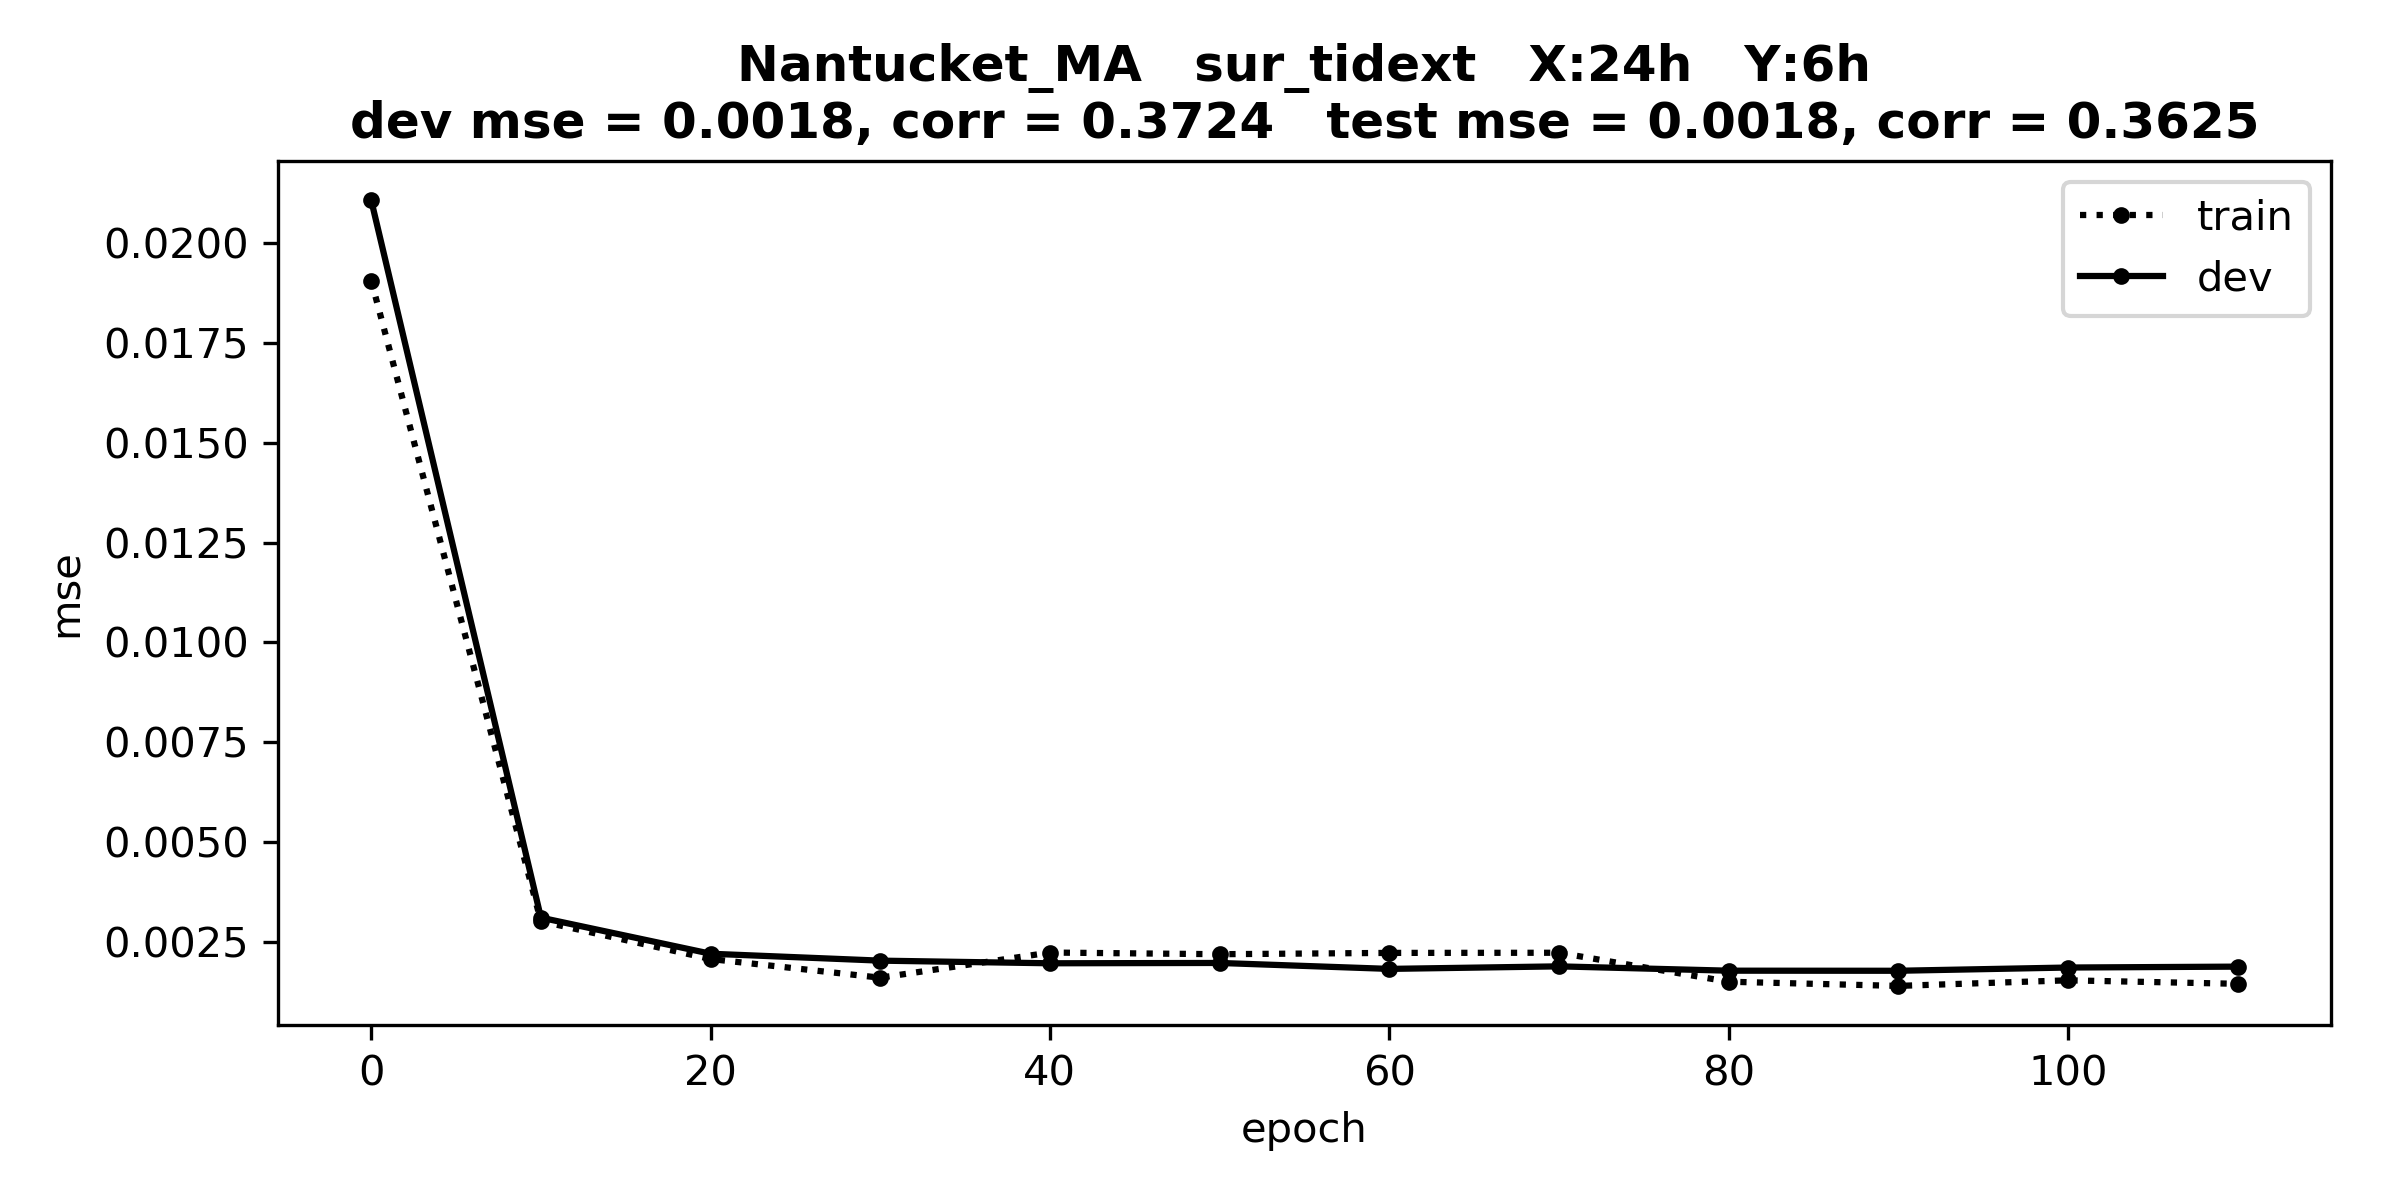 Nantucket_MA   sur_tidext   X:24h   Y:6h
dev mse = 0.0018, corr = 0.3724   test mse = 0.0018, corr = 0.3625
train
dev
0.0200
0.0175
0.0150
0.0125
0.0100
0.0075
0.0050
0.0025
mse
0 20 40 60 80 100
epoch